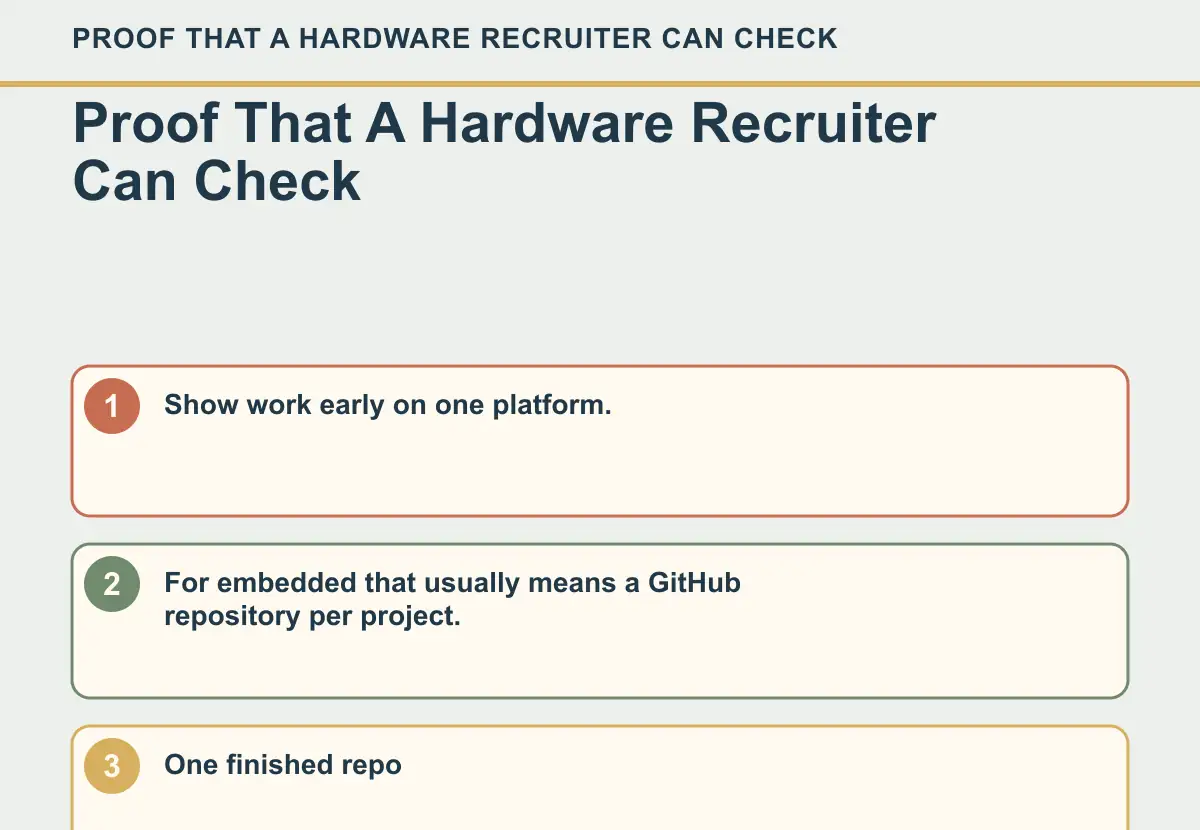 PROOF THAT A HARDWARE RECRUITER CAN CHECK
Proof That A Hardware Recruiter
Can Check
1
Show work early on one platform.
2
For embedded that usually means a GitHub
repository per project.
3
One finished repo